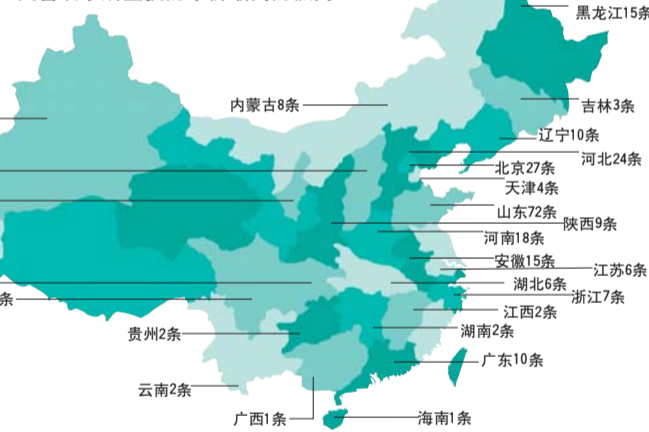 黑龙江15条
内蒙古8条
吉林3条
辽宁10条
河北24条
北京27条
天津4条
山东72条
陕西9条
河南18条
安徽15条
江苏6条
湖北6条
浙江7条
条
江西2条
湖南2条
贵州2条
广东10条
云南2条
广西1条
海南1条